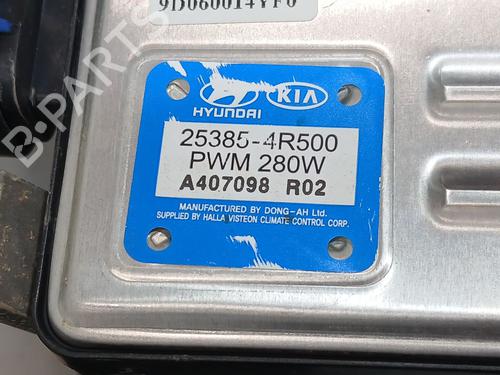 9D060014YF0
B-PARTS
HYUNDAI KIA
25385-4R500
PWM 280W
A407098 R02
MANUFACTURED BY DONG-AH Ltd.
SUPPLIED BY HALLA VISTEON CLIMATE CONTROL CORP.